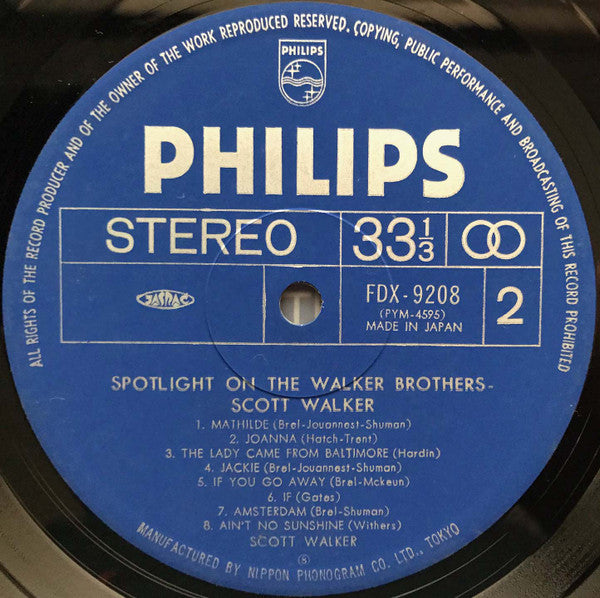 ALL RIGHTS OF THE RECORD PRODUCER AND OF THE OWNER OF THE WORK REPRODUCED RESERVED. COPYING, PUBLIC PERFORMANCE AND BROADCASTING OF THIS RECORD PROHIBITED
PHILIPS
PHILIPS
STEREO 33⅓
JASRAC FDX-9208 2
(PYM-4595)
MADE IN JAPAN
SPOTLIGHT ON THE WALKER BROTHERS-
SCOTT WALKER
1. MATHILDE (Brel-Jouannest-Shuman)
2. JOANNA (Hatch-Trent)
3. THE LADY CAME FROM BALTIMORE (Hardin)
4. JACKIE (Brel-Jouannest-Shuman)
5. IF YOU GO AWAY (Brel-Mckeun)
6. IF (Gates)
7. AMSTERDAM (Brel-Shuman)
8. AIN'T NO SUNSHINE (Withers)
SCOTT WALKER
Ⓢ
MANUFACTURED BY NIPPON PHONOGRAM CO. LTD., TOKYO